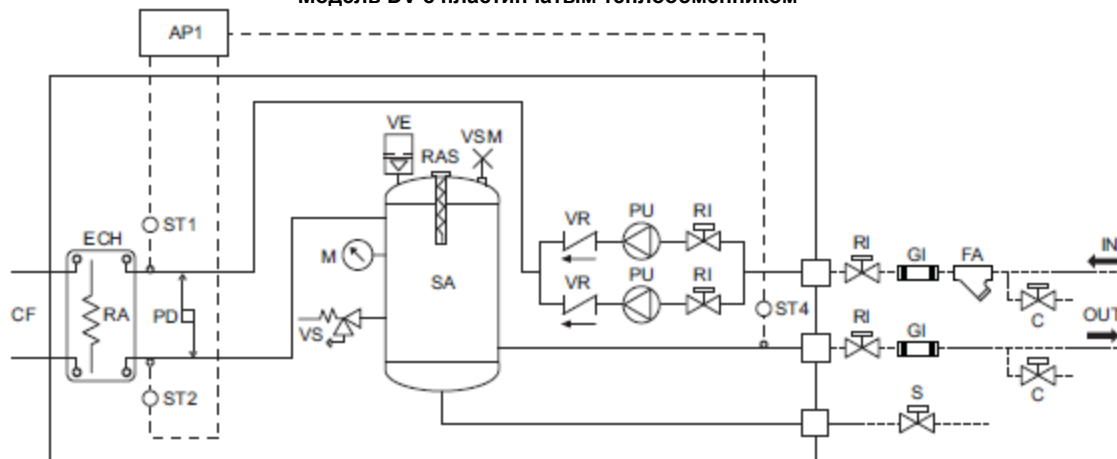 Модель DV с пластинчатым теплообменником
AP1
VE
VSM
RAS
ST1
ECH
VR
PU
RI
RI
GI
FA
IN
M
SA
VR
PU
RI
CF
RA
PD
ST4
C
OUT
VS
RI
GI
ST2
C
S